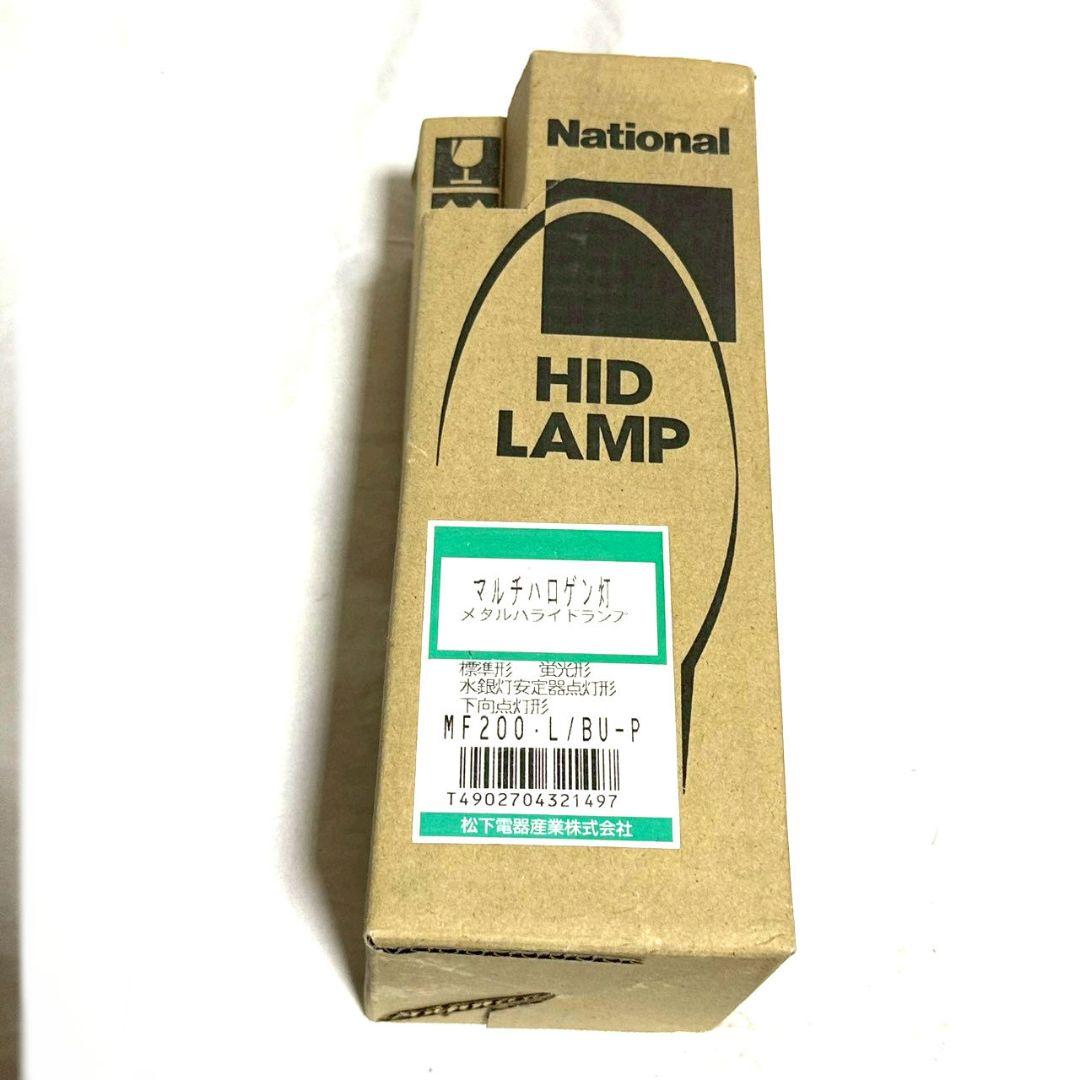 National
HID
LAMP
マルチハロゲン灯
メタルハライドランプ
標準形 蛍光形
水銀灯安定器点灯形
下向点灯形
MF200・L/BU-P
T4902704321497
松下電器産業株式会社